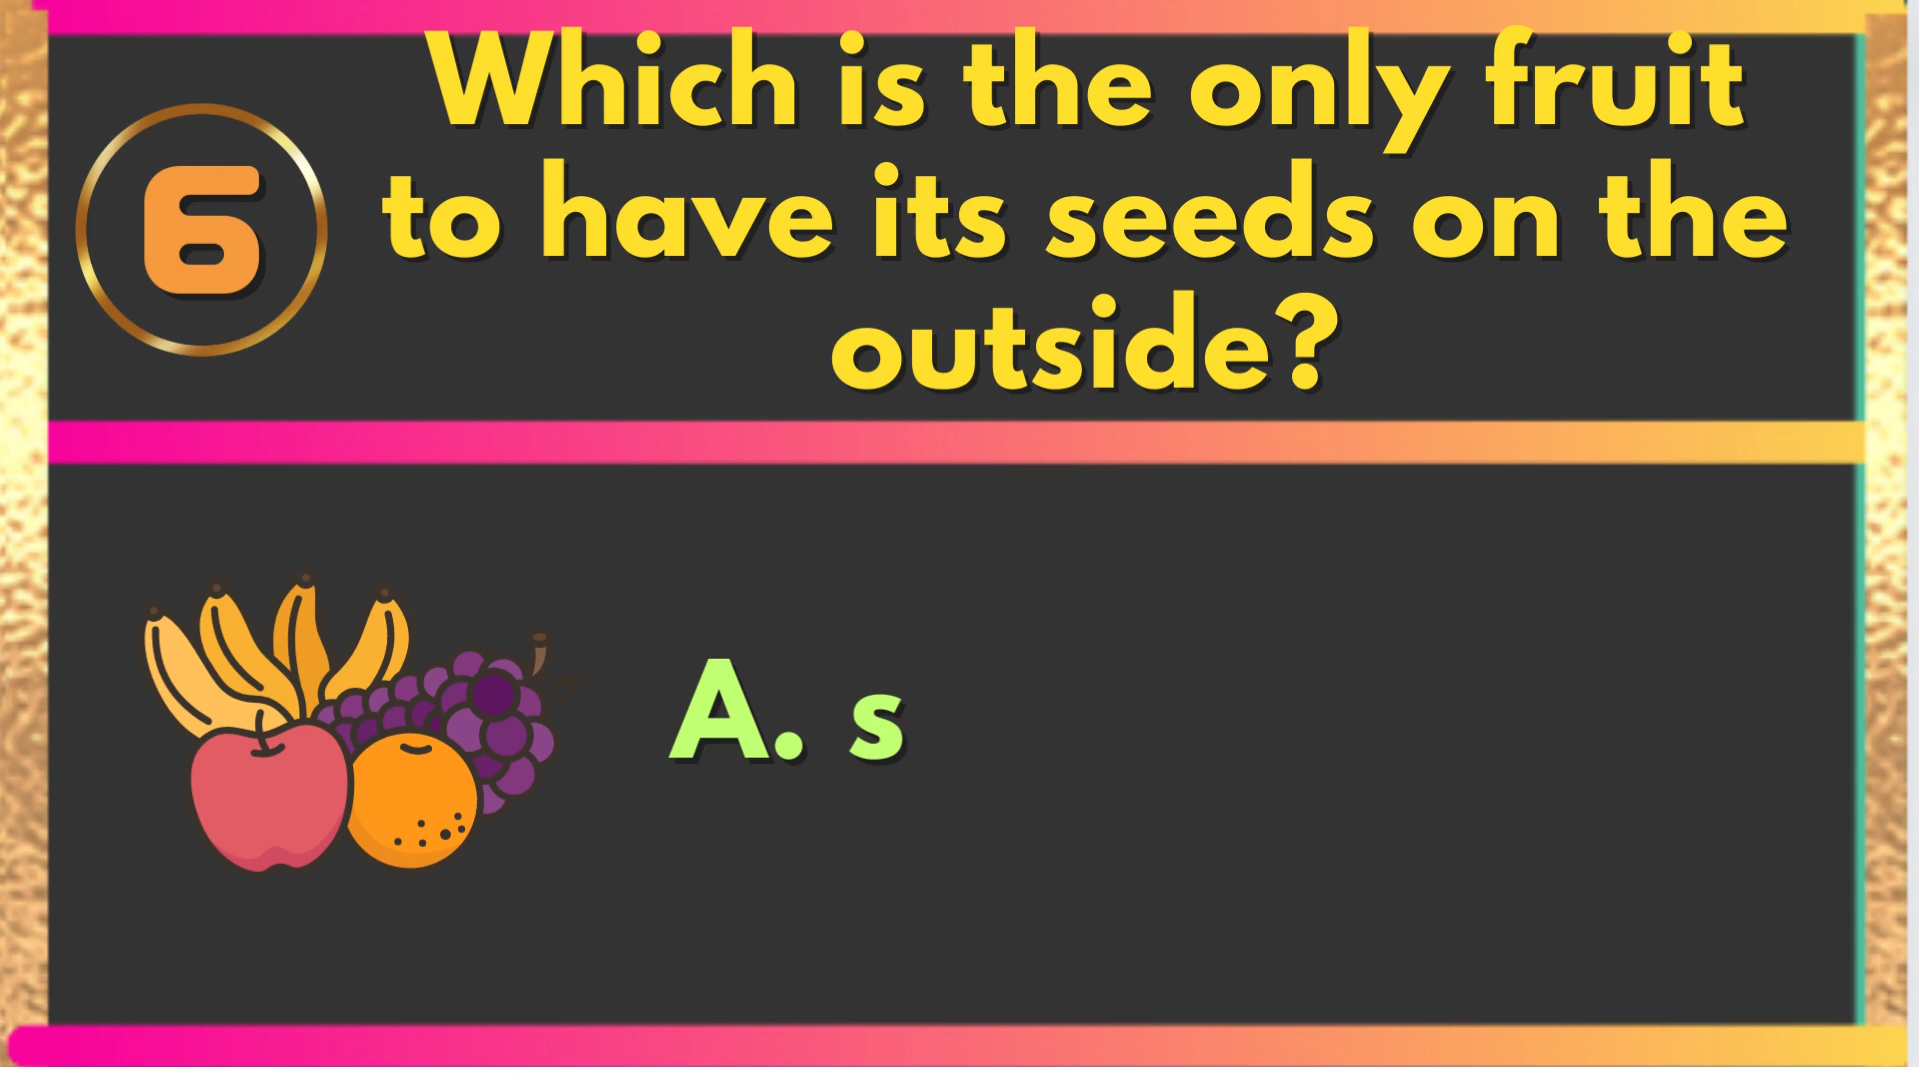 6
Which is the only fruit
to have its seeds on the
outside?
A. s